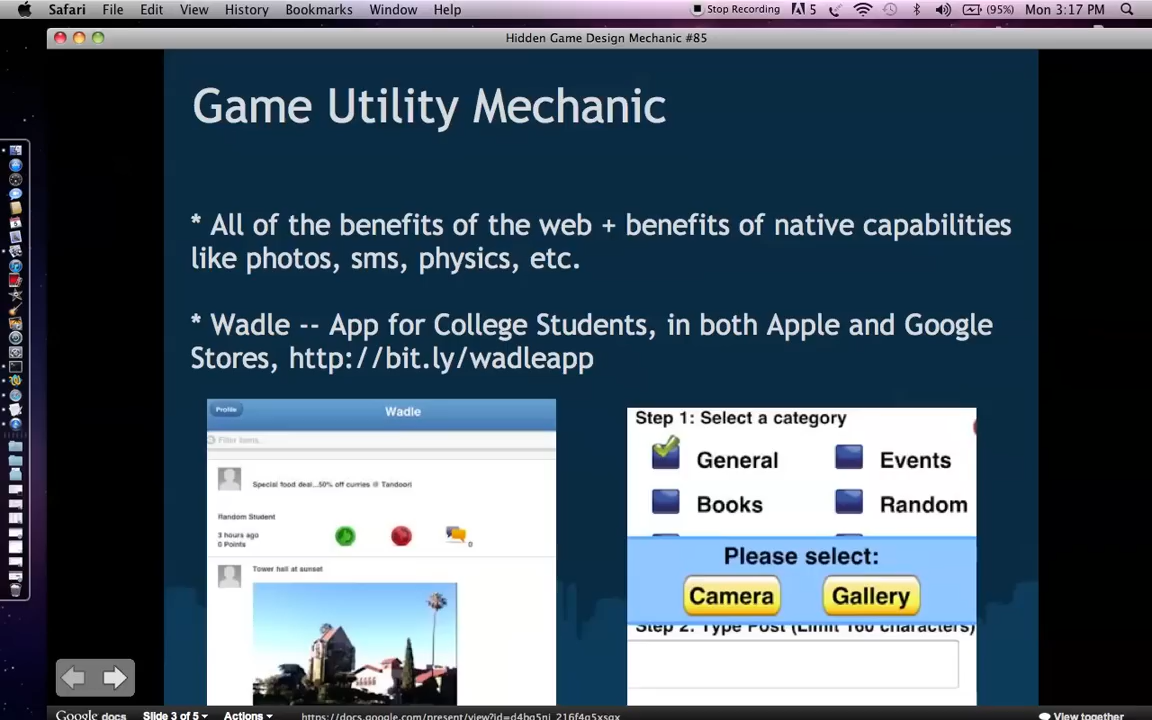 Safari File Edit View History Bookmarks Window Help Stop Recording 5 (95%) Mon 3:17 PM
Hidden Game Design Mechanic #85
Game Utility Mechanic
* All of the benefits of the web + benefits of native capabilities
like photos, sms, physics, etc.
* Wadle -- App for College Students, in both Apple and Google
Stores, http://bit.ly/wadleapp
Profile
Wadle
Filter items...
Special food deal...50% off curries @ Tandoori
Random Student
3 hours ago
0 Points
0
Tower hall at sunset
Step 1: Select a category
General Events
Books Random
Please select:
Camera Gallery
Step 2: Type Post (Limit 160 characters)
Google docs Slide 3 of 5 Actions View together